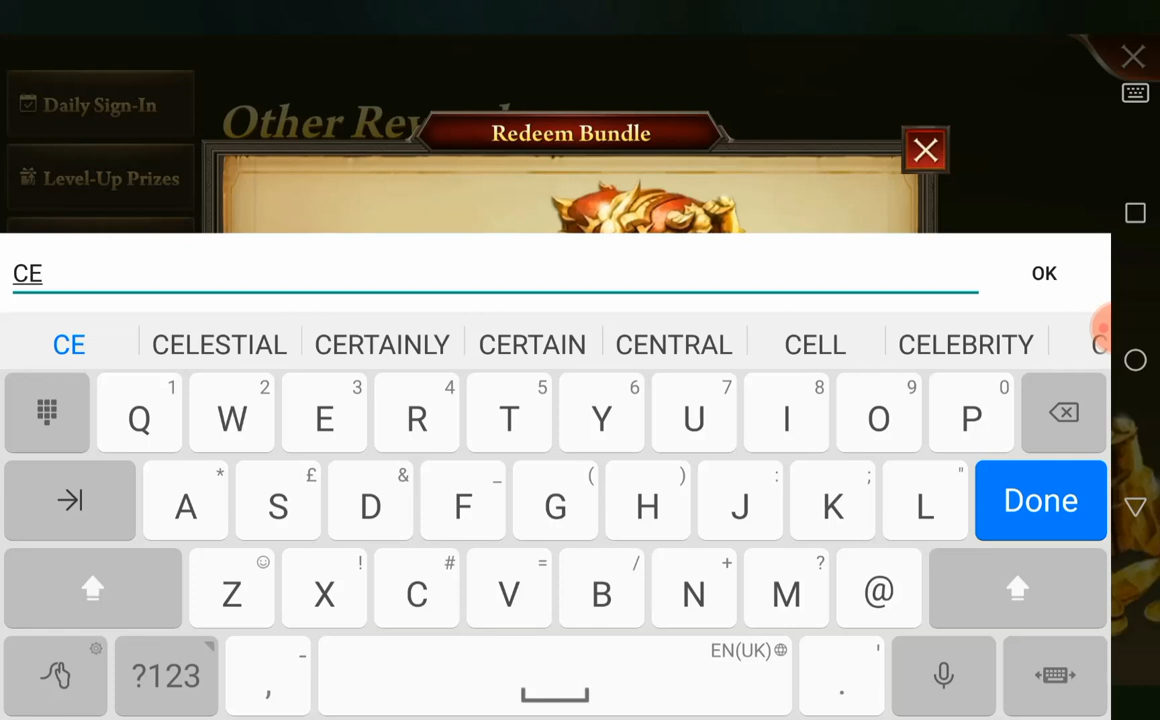 Daily Sign-In
Other Rew
Redeem Bundle
Level-Up Prizes
CE
OK
CE CELESTIAL CERTAINLY CERTAIN CENTRAL CELL CELEBRITY
Q 1 W 2 E 3 R 4 T 5 Y 6 U 7 I 8 O 9 P 0
A * S £ D & F _ G ( H ) J : K ; L " Done
Z X ! C # V = B / N + M ? @
?123 , - EN(UK) . '